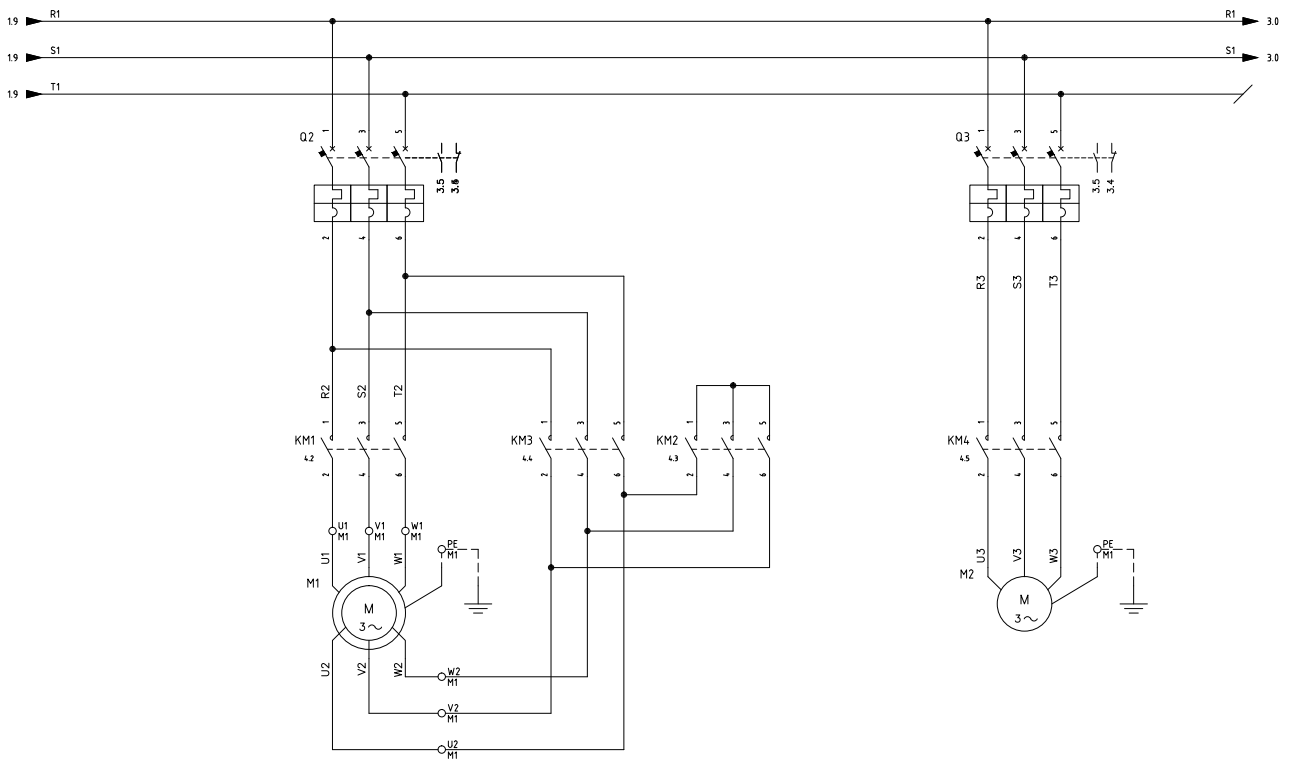 1.9 R1 R1 3.0
1.9 S1 S1 3.0
1.9 T1
Q2 1 3 5
3.5 3.6
2 4 6
Q3 1 3 5
3.5 3.4
2 4 6
R3 S3 T3
R2 S2 T2
KM1 1 3 5
4.2
2 4 6
KM3 1 3 5
4.4
2 4 6
KM2 1 3 5
4.3
2 4 6
KM4 1 3 5
4.5
2 4 6
U1 V1 W1
M1 M1 M1
PE
M1
U1 V1 W1
M1
M
3
U2 V2 W2
W2
M1
V2
M1
U2
M1
U3 V3 W3
PE
M1
M2
M
3